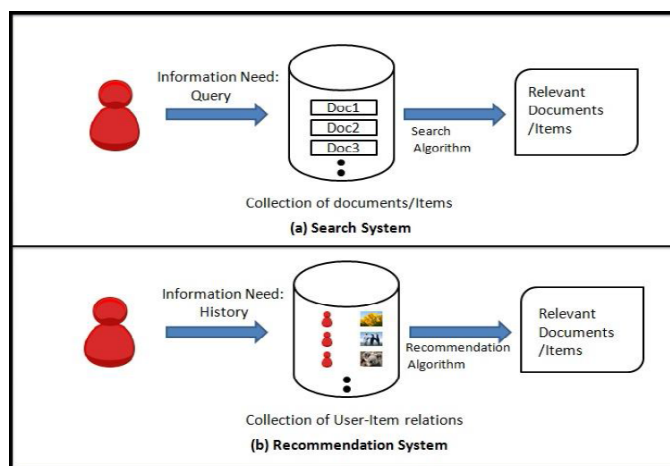 Information Need:
Query
Doc1
Doc2
Doc3
Search
Algorithm
Relevant
Documents
/Items
Collection of documents/Items
(a) Search System
Information Need:
History
Recommendation
Algorithm
Relevant
Documents
/Items
Collection of User-Item relations
(b) Recommendation System